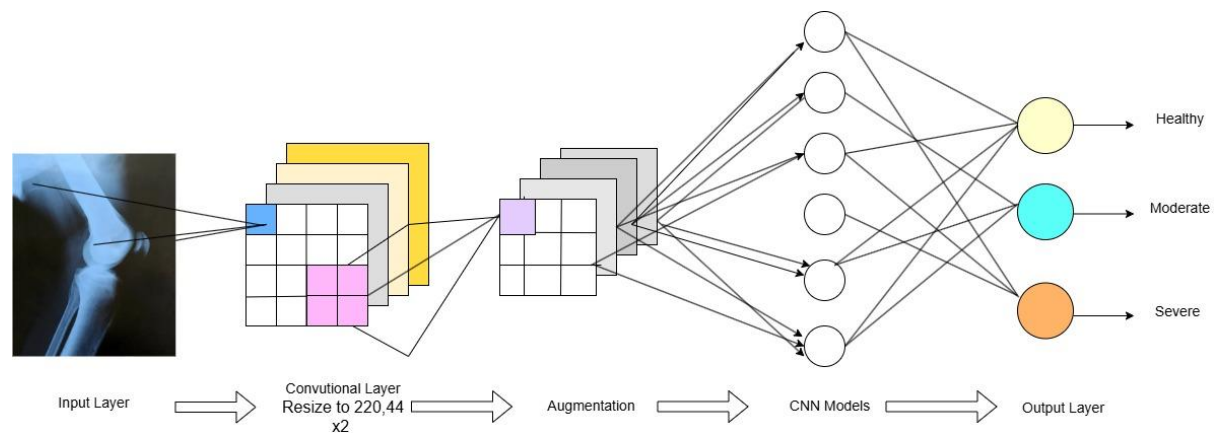 Healthy
Moderate
Severe
Input Layer
Convutional Layer
Resize to 220,44
x2
Augmentation
CNN Models
Output Layer